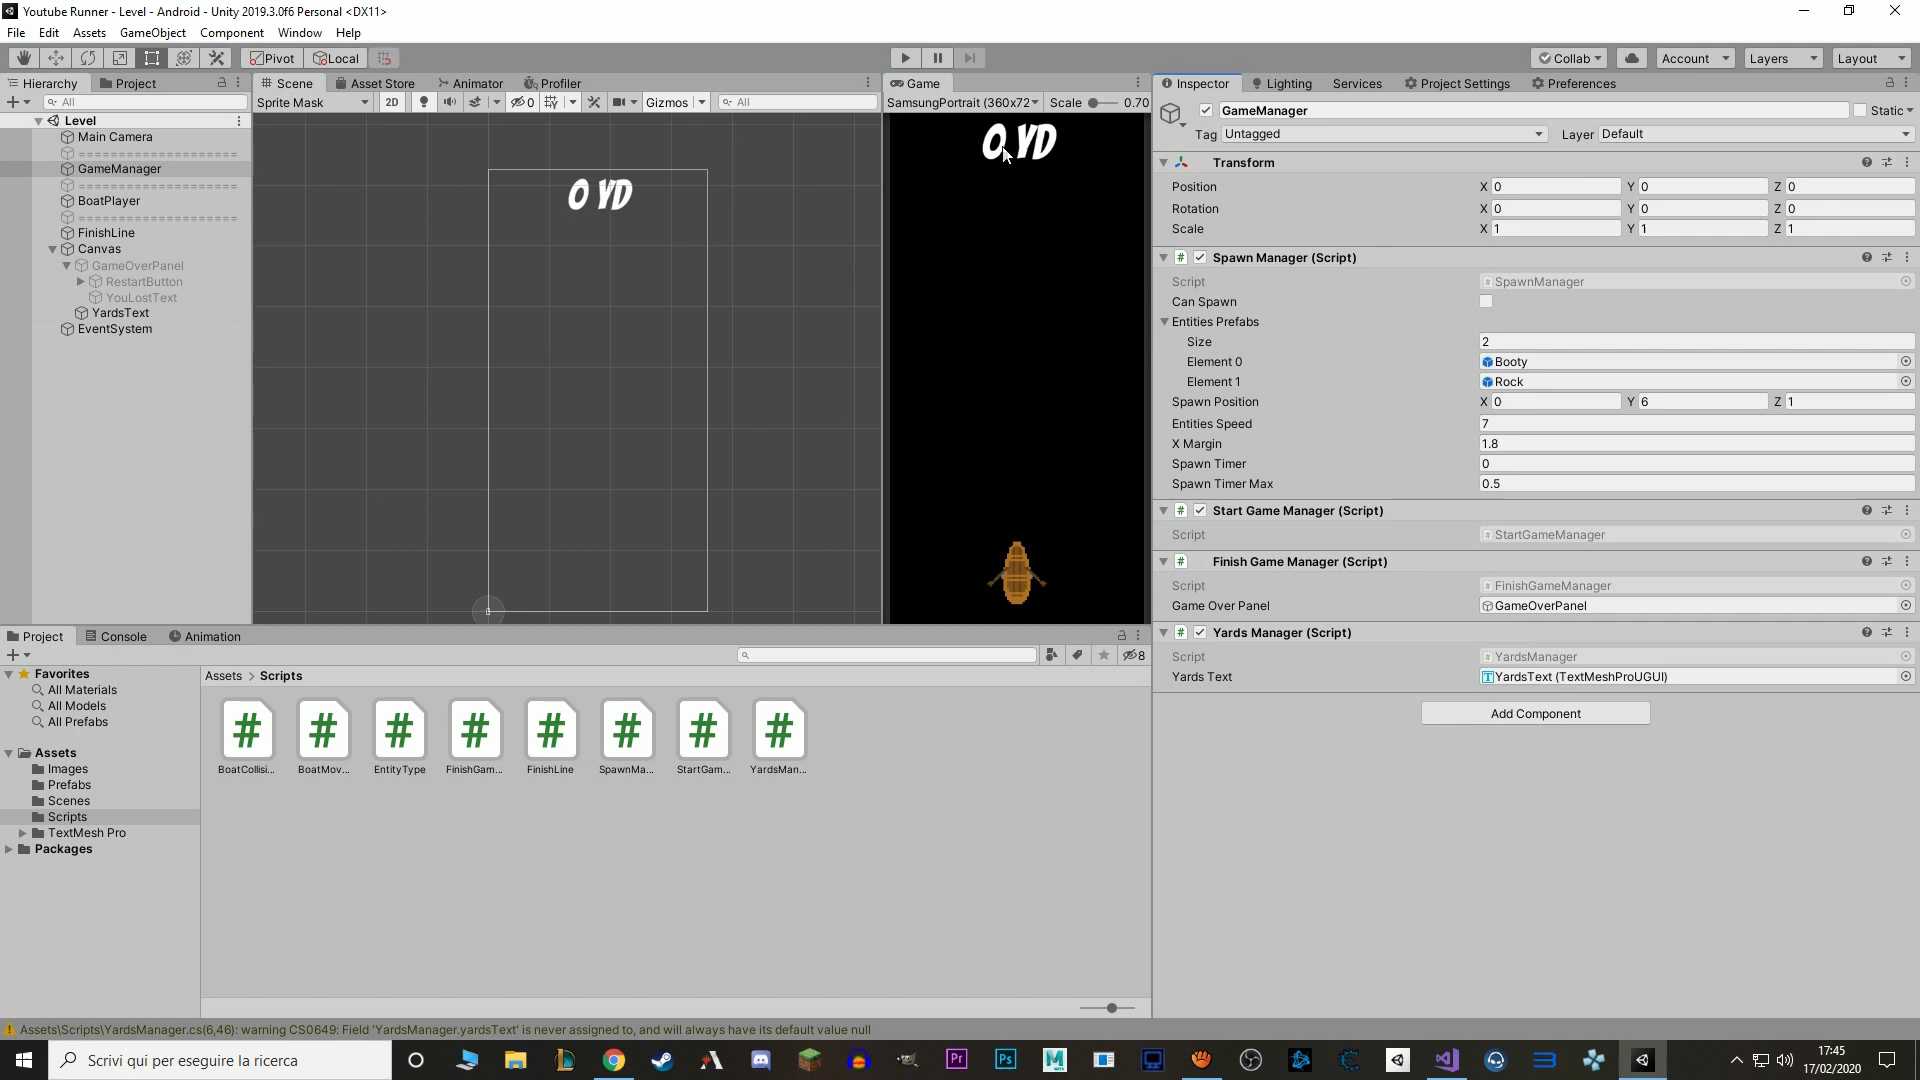 Youtube Runner - Level - Android - Unity 2019.3.0f6 Personal <DX11>
File Edit Assets GameObject Component Window Help
Pivot Local Collab Account Layers Layout
Hierarchy Project Scene Asset Store Animator Profiler Game Inspector Lighting Services Project Settings Preferences
All Sprite Mask 2D 0 Gizmos All SamsungPortrait (360x72 Scale 0.70
GameManager Static
Tag Untagged Layer Default
Level
Main Camera
====================
GameManager
====================
BoatPlayer
====================
FinishLine
Canvas
GameOverPanel
RestartButton
YouLostText
YardsText
EventSystem
0 YD
0 YD
Transform
Position X 0 Y 0 Z 0
Rotation X 0 Y 0 Z 0
Scale X 1 Y 1 Z 1
Spawn Manager (Script)
Script SpawnManager
Can Spawn
Entities Prefabs
Size 2
Element 0 Booty
Element 1 Rock
Spawn Position X 0 Y 6 Z 1
Entities Speed 7
X Margin 1.8
Spawn Timer 0
Spawn Timer Max 0.5
Start Game Manager (Script)
Script StartGameManager
Finish Game Manager (Script)
Script FinishGameManager
Game Over Panel GameOverPanel
Yards Manager (Script)
Script YardsManager
Yards Text YardsText (TextMeshProUGUI)
Add Component
Project Console Animation
8
Favorites
All Materials
All Models
All Prefabs
Assets
Images
Prefabs
Scenes
Scripts
TextMesh Pro
Packages
Assets > Scripts
BoatCollisi... BoatMov... EntityType FinishGam... FinishLine SpawnMa... StartGam... YardsMan...
Assets\Scripts\YardsManager.cs(6,46): warning CS0649: Field 'YardsManager.yardsText' is never assigned to, and will always have its default value null
Scrivi qui per eseguire la ricerca
Pr Ps M
17:45
17/02/2020